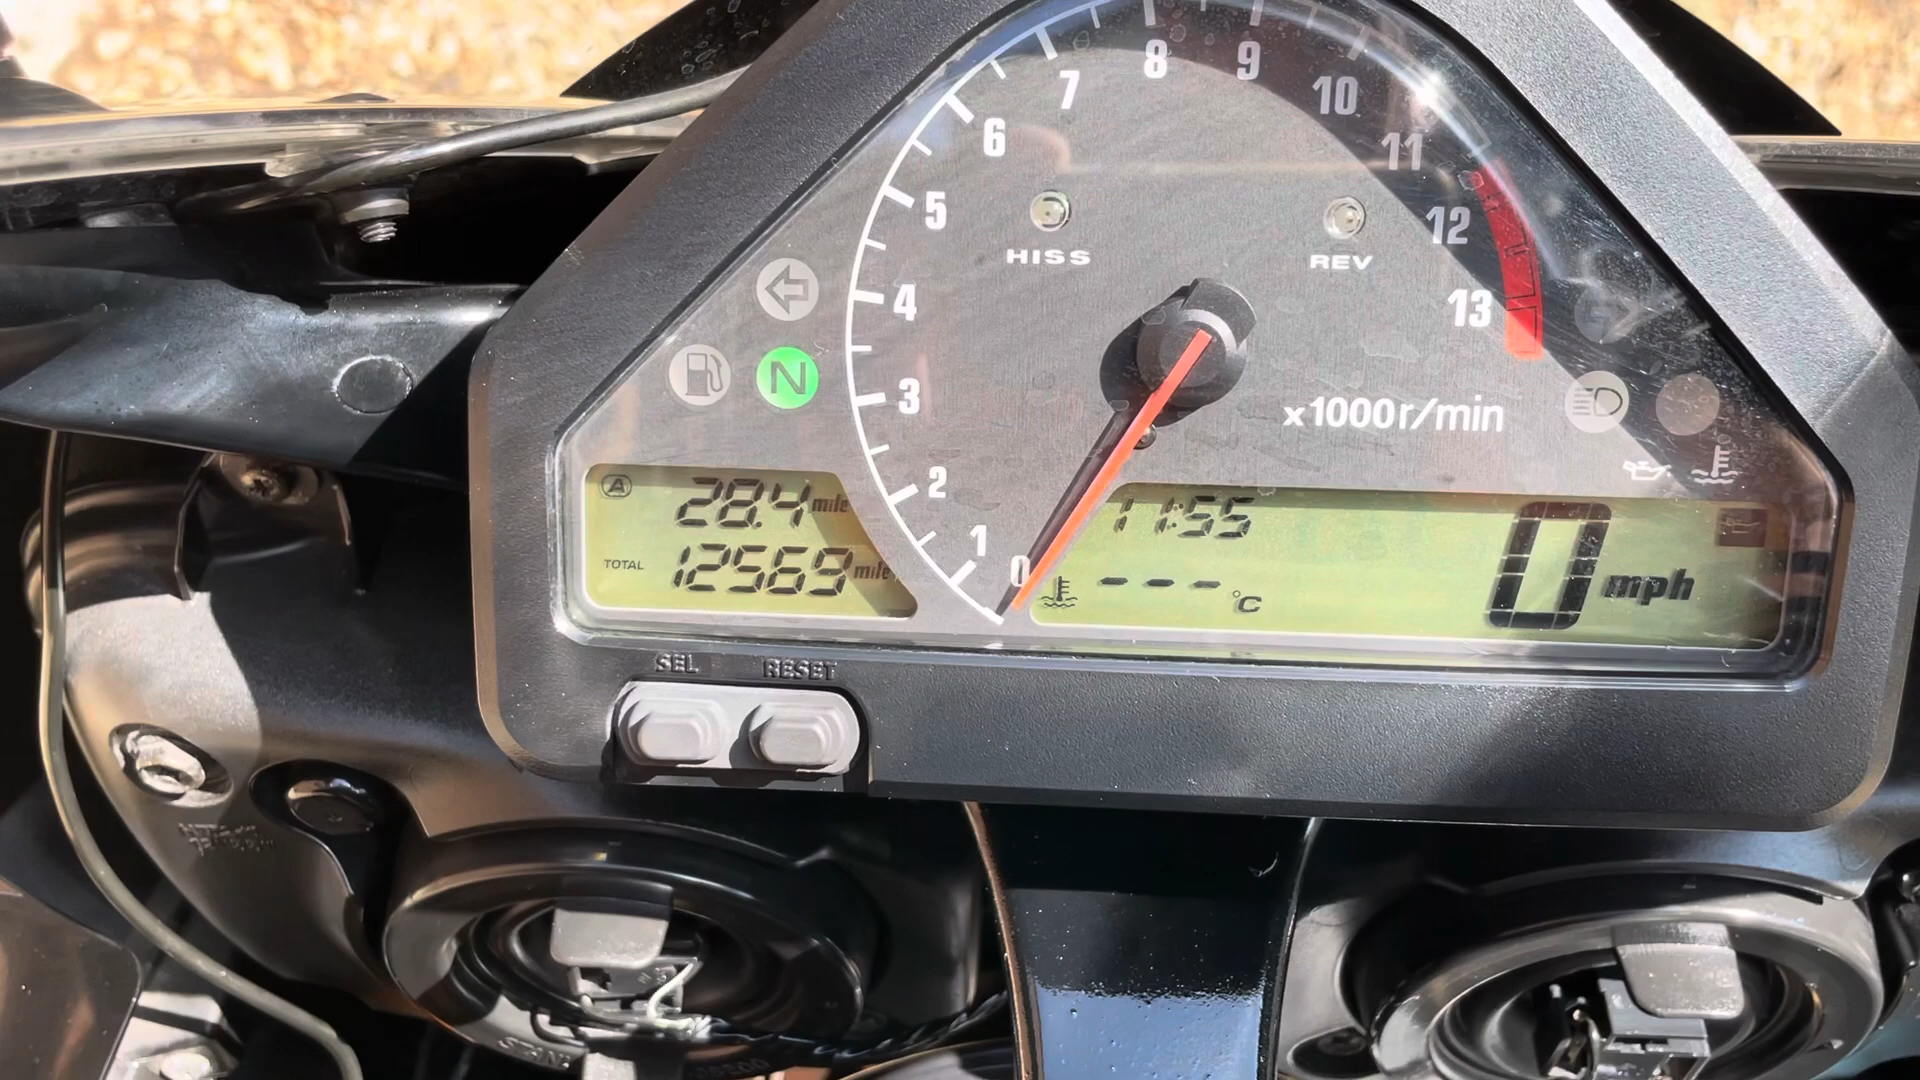 8 9
7 10
6 11
5 12
4 13
3
2
1
0
HISS REV
N
x1000r/min
A 28.4 mile
TOTAL 12569 mile
11:55
--- °C
0 mph
SEL RESET